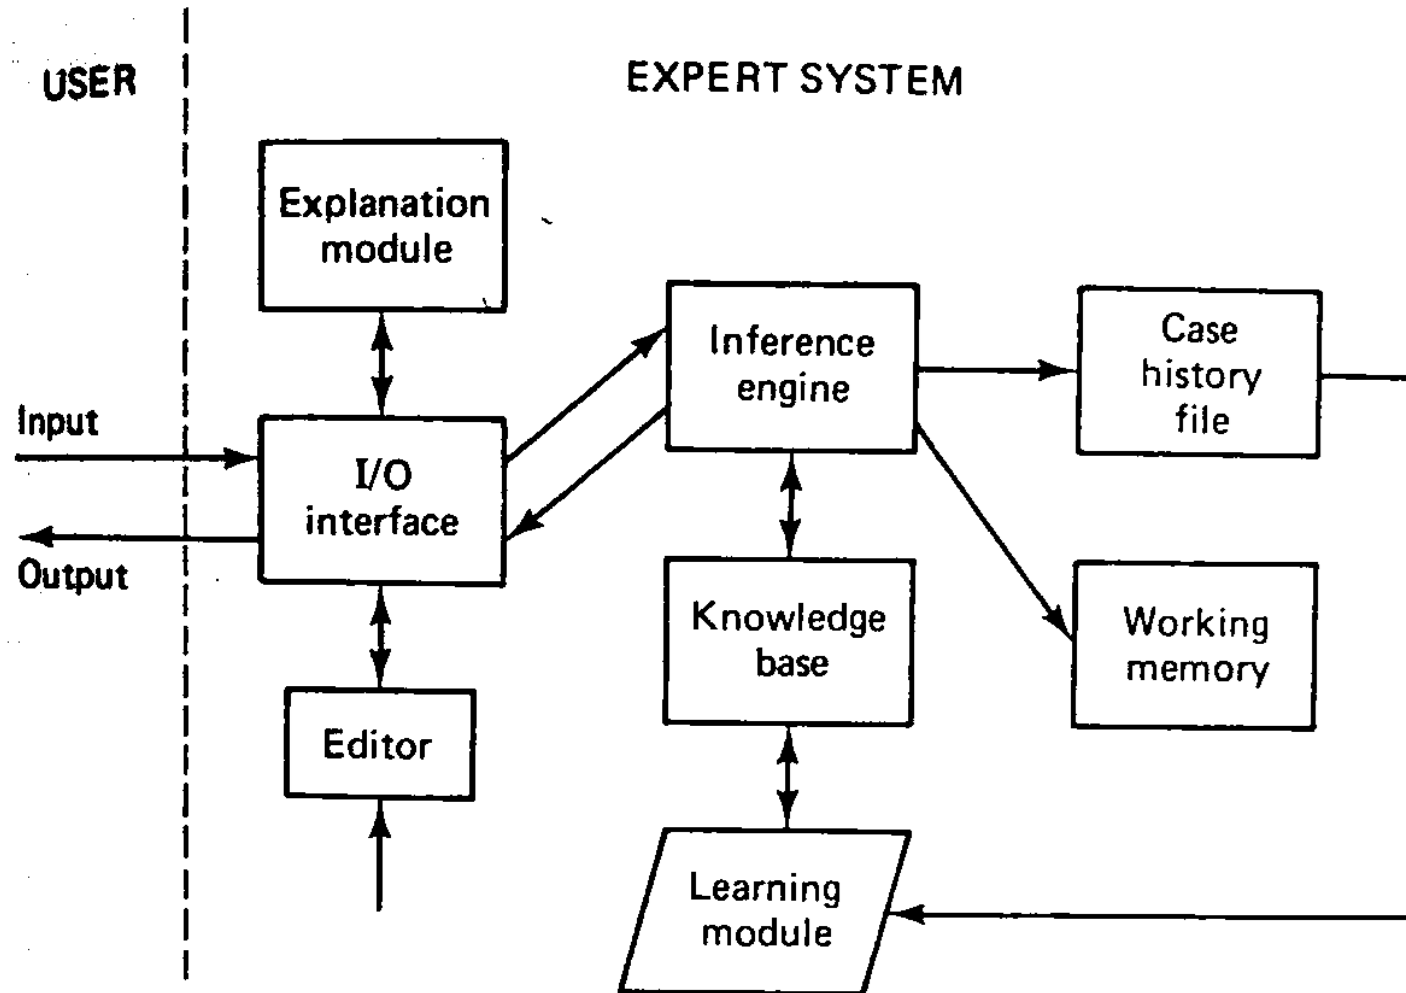 USER
EXPERT SYSTEM
Explanation
module
Inference
engine
Case
history
file
Input
I/O
interface
Output
Knowledge
base
Working
memory
Editor
Learning
module